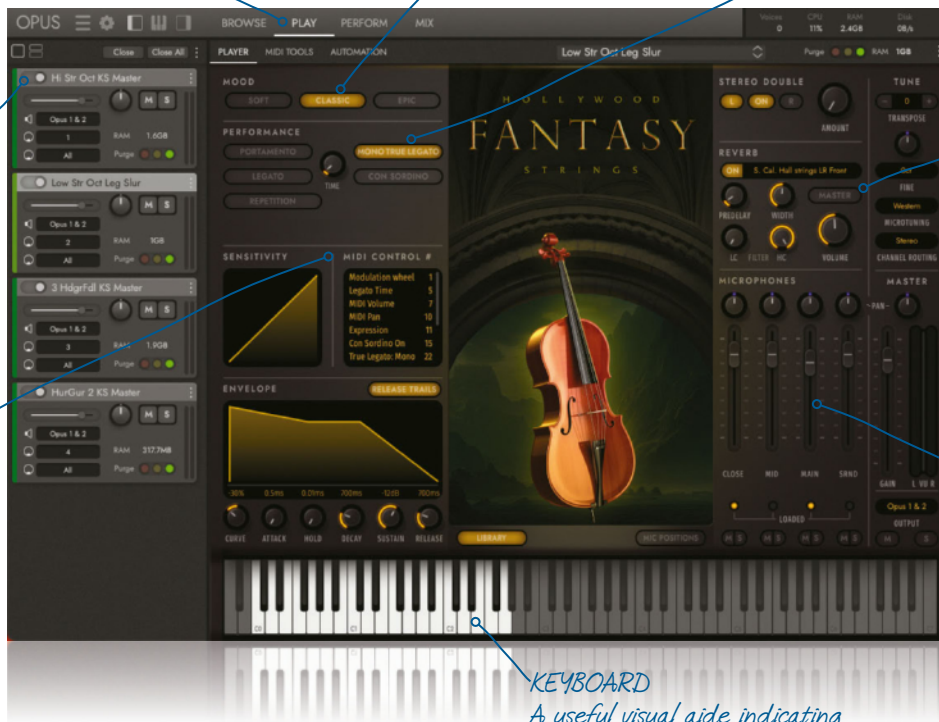 OPUS
BROWSE PLAY PERFORM MIX
Voices CPU RAM Disk
0 11% 2.4GB 0B/s
Close Close All
PLAYER MIDI TOOLS AUTOMATION
Low Str Oct Leg Slur
Purge RAM 1GB
Hi Str Oct KS Master
M S
Opus 1 & 2
1 RAM 1.6GB
All Purge
Low Str Oct Leg Slur
M S
Opus 1 & 2
2 RAM 1GB
All Purge
3 HdgrFdl KS Master
M S
Opus 1 & 2
3 RAM 1.9GB
All Purge
HurGur 2 KS Master
M S
Opus 1 & 2
4 RAM 317.7MB
All Purge
MOOD
SOFT CLASSIC EPIC
PERFORMANCE
PORTAMENTO MONO TRUE LEGATO
LEGATO TIME CON SORDINO
REPETITION
SENSITIVITY
MIDI CONTROL #
Modulation wheel 1
Legato Time 5
MIDI Volume 7
MIDI Pan 10
Expression 11
Con Sordino On 15
True Legato: Mono 22
ENVELOPE RELEASE TRAILS
-36% 0.5ms 0.01ms 700ms 700ms
CURVE ATTACK HOLD DECAY SUSTAIN RELEASE
HOLLYWOOD
FANTASY
STRINGS
LIBRARY MIC POSITIONS
STEREO DOUBLE
L ON R
AMOUNT
REVERB
ON S. Cal. Hall strings LR Front
MASTER
PREDELAY WIDTH
LC FILTER HC VOLUME
MICROPHONES
PAN
CLOSE MID MAIN SRND
LOADED
M S M S M S M S
TUNE
- 0 +
TRANSPOSE
FINE
Western
MICROTUNING
Stereo
CHANNEL ROUTING
MASTER
GAIN L VU R
Opus 1 & 2
OUTPUT
M S
C0 C1 C2
KEYBOARD
A useful visual aide indicating